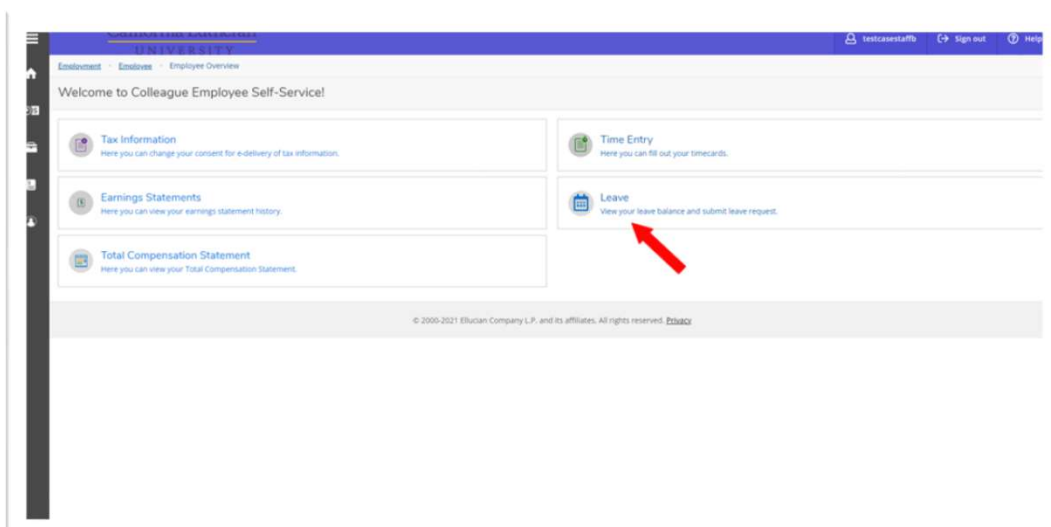 California Lutheran
UNIVERSITY
testcasestaffb
Sign out
Help
Employment · Employee · Employee Overview
Welcome to Colleague Employee Self-Service!
Tax Information
Here you can change your consent for e-delivery of tax information.
Time Entry
Here you can fill out your timecards.
Earnings Statements
Here you can view your earnings statement history.
Leave
View your leave balance and submit leave request.
Total Compensation Statement
Here you can view your Total Compensation Statement.
© 2000-2021 Ellucian Company L.P. and its affiliates. All rights reserved. Privacy